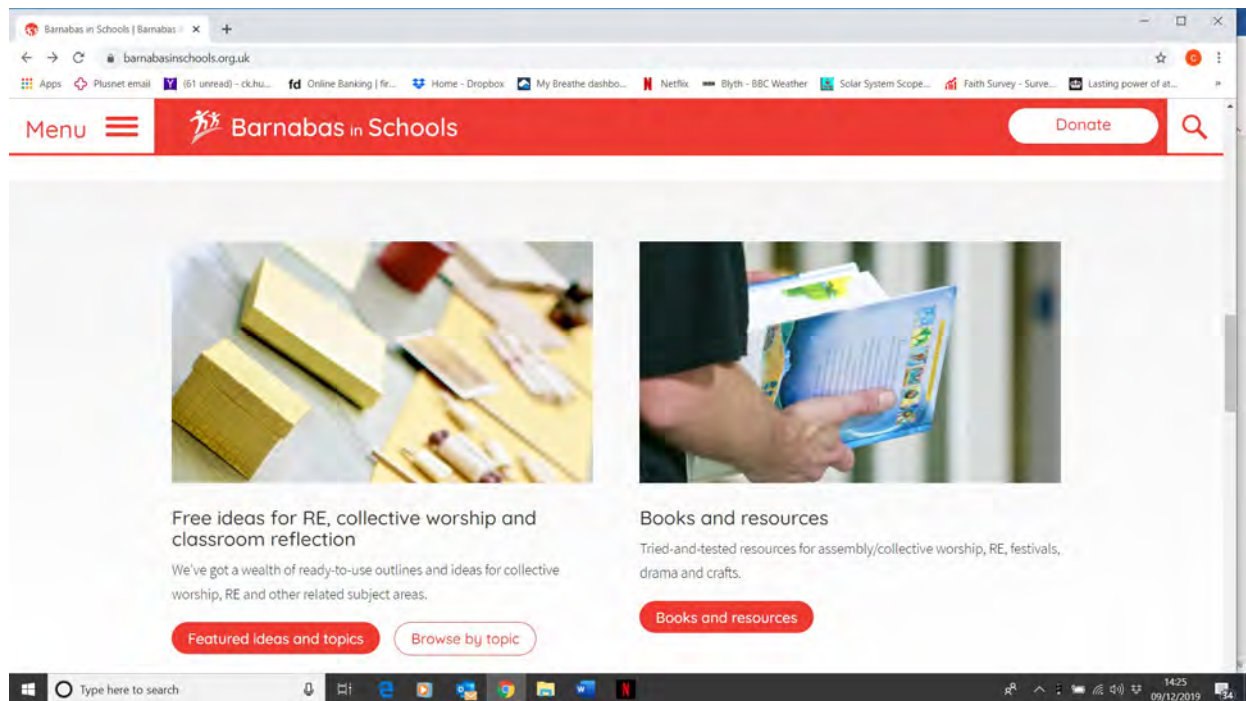 Barnabas in Schools | Barnabas
barnabasinschools.org.uk
Apps Plusnet email (61 unread) - ck.hu... fd Online Banking | fir... Home - Dropbox My Breathe dashbo... N Netflix Blyth - BBC Weather Solar System Scope... Faith Survey - Surve... Lasting power of at... »
Menu Barnabas in Schools Donate
Free ideas for RE, collective worship and
classroom reflection
We've got a wealth of ready-to-use outlines and ideas for collective
worship, RE and other related subject areas.
Featured ideas and topics Browse by topic
Books and resources
Tried-and-tested resources for assembly/collective worship, RE, festivals,
drama and crafts.
Books and resources
Type here to search
14:25
09/12/2019
34